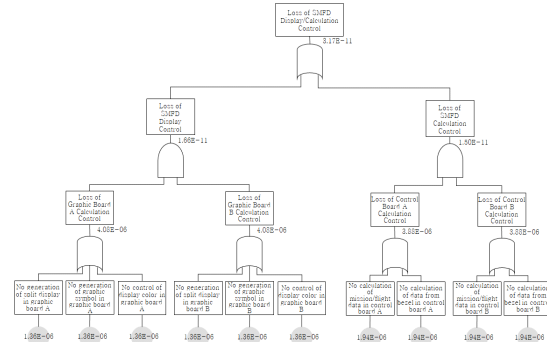 Loss of SMFD
Display/Calculation
Control
3.17E-11
Loss of
SMFD
Display
Control
1.66E-11
Loss of
SMFD
Calculation
Control
1.50E-11
Loss of
Graphic Board
A Calculation
Control
4.08E-06
Loss of
Graphic Board
B Calculation
Control
4.08E-06
Loss of Control
Board A
Calculation
Control
3.88E-06
Loss of Control
Board B
Calculation
Control
3.88E-06
No generation
of split display
in graphic
board A
No generation
of graphic
symbol in
graphic board
A
No control of
display color in
graphic board
A
No generation
of split display
in graphic
board B
No generation
of graphic
symbol in
graphic board
B
No control of
display color in
graphic board
B
No calculation
of
mission/flight
data in control
board A
No calculation
of data from
bezel in control
board A
No calculation
of
mission/flight
data in control
board B
No calculation
of data from
bezel in control
board B
1.36E-06
1.36E-06
1.36E-06
1.36E-06
1.36E-06
1.36E-06
1.94E-06
1.94E-06
1.94E-06
1.94E-06